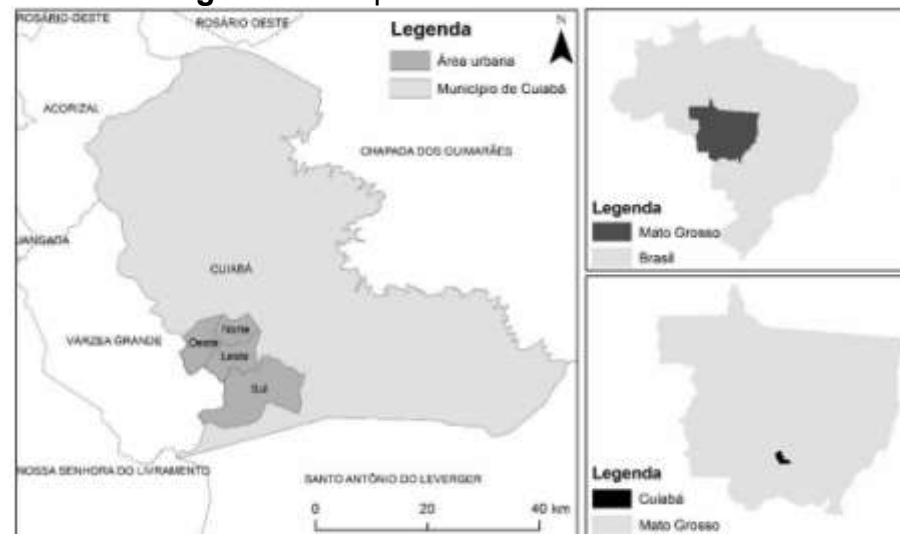 ROSÁRIO-OESTE
ROSÁRIO OESTE
Legenda
Área urbana
Município de Cuiabá
N
ACORIZAL
CHAPADA DOS GUIMARÃES
JANGADA
CUIABÁ
VÁRZEA GRANDE
Norte
Oeste
Leste
Sul
NOSSA SENHORA DO LIVRAMENTO
SANTO ANTÔNIO DO LEVERGER
0 20 40 km
Legenda
Mato Grosso
Brasil
Legenda
Cuiabá
Mato Grosso